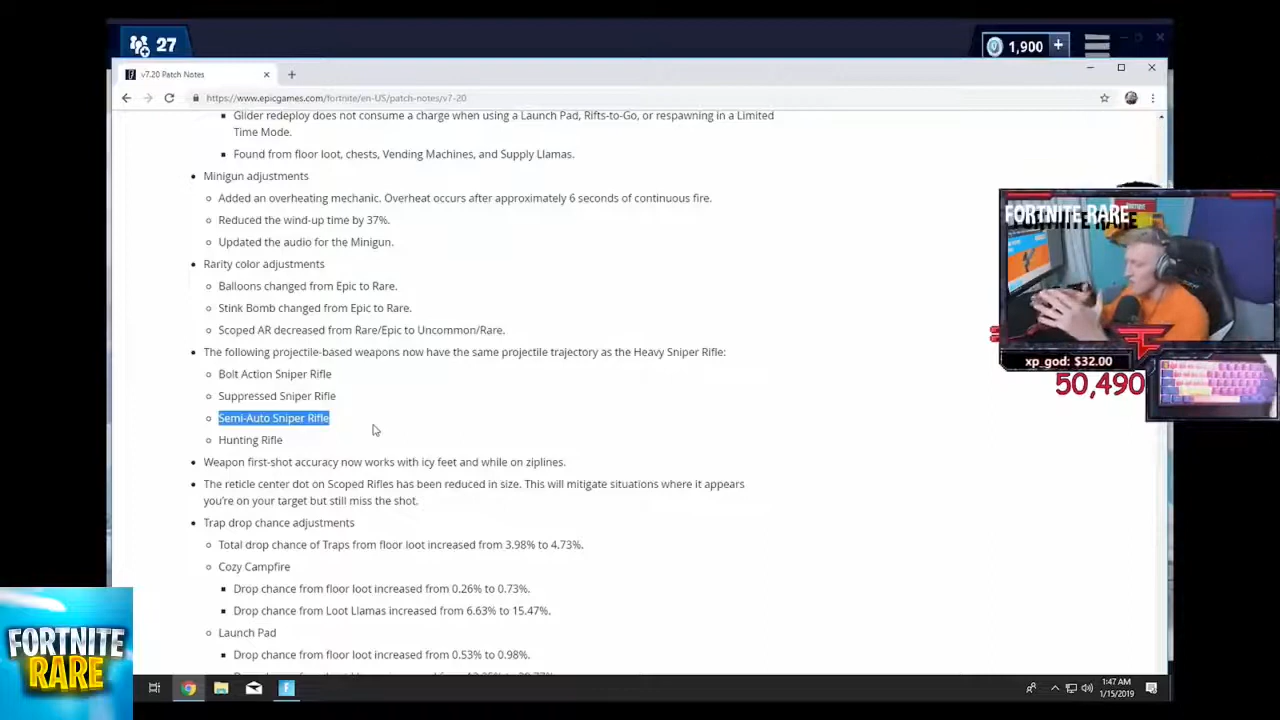 27
1,900 +
v7.20 Patch Notes
https://www.epicgames.com/fortnite/en-US/patch-notes/v7-20
Glider redeploy does not consume a charge when using a Launch Pad, Rifts-to-Go, or respawning in a Limited
Time Mode.
Found from floor loot, chests, Vending Machines, and Supply Llamas.
Minigun adjustments
Added an overheating mechanic. Overheat occurs after approximately 6 seconds of continuous fire.
Reduced the wind-up time by 37%.
Updated the audio for the Minigun.
Rarity color adjustments
Balloons changed from Epic to Rare.
Stink Bomb changed from Epic to Rare.
Scoped AR decreased from Rare/Epic to Uncommon/Rare.
The following projectile-based weapons now have the same projectile trajectory as the Heavy Sniper Rifle:
Bolt Action Sniper Rifle
Suppressed Sniper Rifle
Semi-Auto Sniper Rifle
Hunting Rifle
Weapon first-shot accuracy now works with icy feet and while on ziplines.
The reticle center dot on Scoped Rifles has been reduced in size. This will mitigate situations where it appears
you're on your target but still miss the shot.
Trap drop chance adjustments
Total drop chance of Traps from floor loot increased from 3.98% to 4.73%.
Cozy Campfire
Drop chance from floor loot increased from 0.26% to 0.73%.
Drop chance from Loot Llamas increased from 6.63% to 15.47%.
Launch Pad
Drop chance from floor loot increased from 0.53% to 0.98%.
FORTNITE RARE
xp_god: $32.00
50,490
FORTNITE
RARE
1:47 AM
1/15/2019